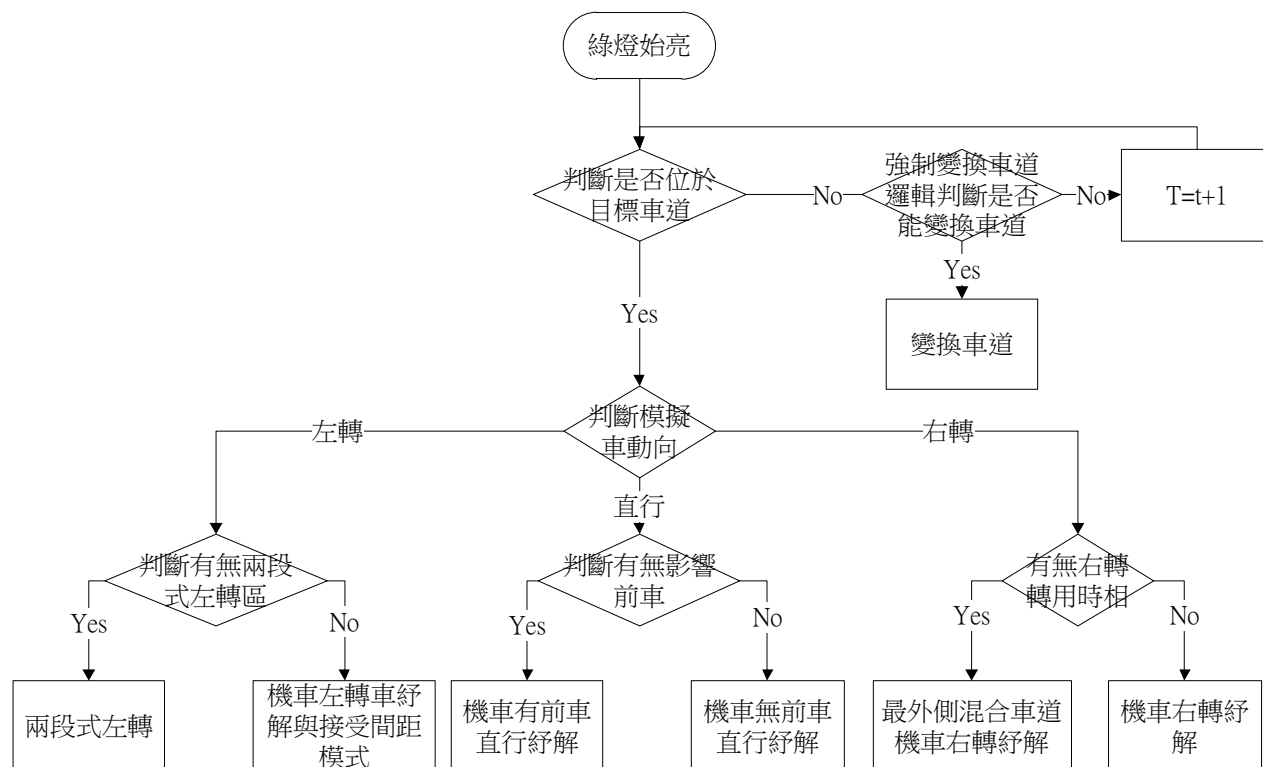 綠燈始亮
判斷是否位於
目標車道
No
強制變換車道
邏輯判斷是否
能變換車道
No
T=t+1
Yes
變換車道
Yes
判斷模擬
車動向
左轉
直行
右轉
判斷有無兩段
式左轉區
Yes
No
判斷有無影響
前車
Yes
No
有無右轉
轉用時相
Yes
No
兩段式左轉
機車左轉車紓
解與接受間距
模式
機車有前車
直行紓解
機車無前車
直行紓解
最外側混合車道
機車右轉紓解
機車右轉紓
解